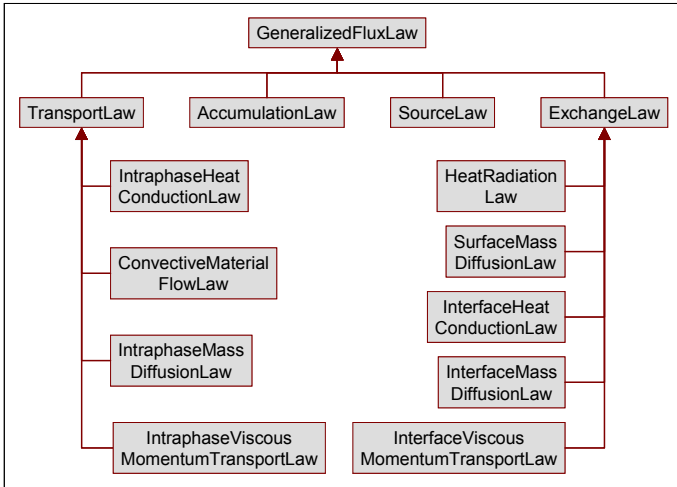 GeneralizedFluxLaw
TransportLaw
AccumulationLaw
SourceLaw
ExchangeLaw
IntraphaseHeat
ConductionLaw
ConvectiveMaterial
FlowLaw
IntraphaseMass
DiffusionLaw
IntraphaseViscous
MomentumTransportLaw
HeatRadiation
Law
SurfaceMass
DiffusionLaw
InterfaceHeat
ConductionLaw
InterfaceMass
DiffusionLaw
InterfaceViscous
MomentumTransportLaw